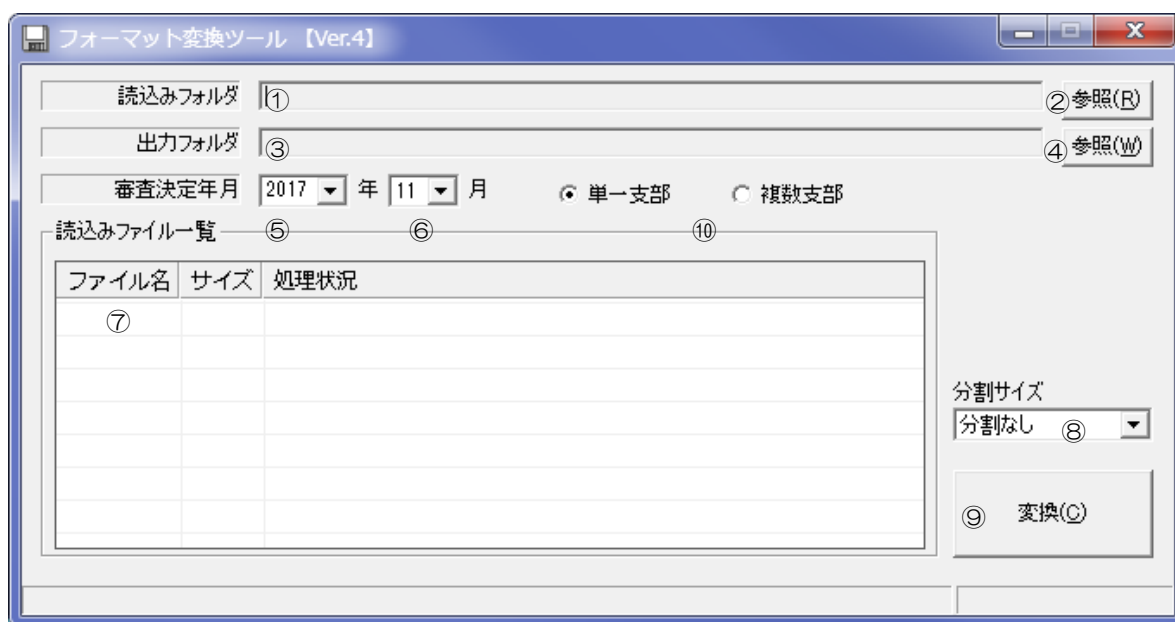 フォーマット変換ツール 【Ver.4】
読込みフォルダ ① ② 参照(R)
出力フォルダ ③ ④ 参照(W)
審査決定年月 2017 年 11 月 単一支部 複数支部
読込みファイル一覧 ⑤ ⑥ ⑩
ファイル名 サイズ 処理状況
⑦
分割サイズ
分割なし ⑧
⑨ 変換(C)